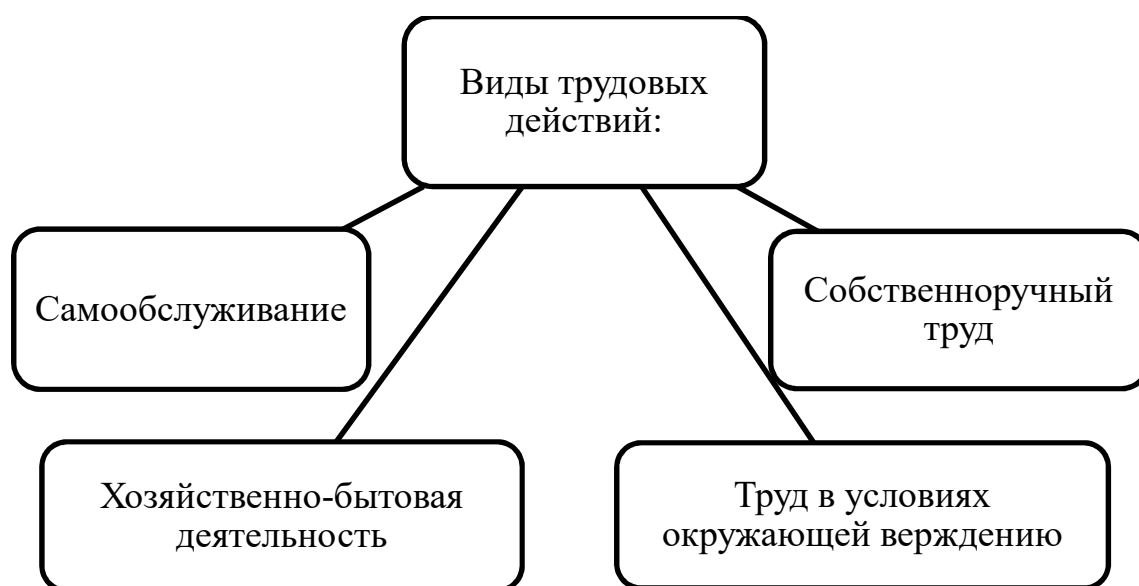 Виды трудовых
действий:
Самообслуживание
Собственноручный
труд
Хозяйственно-бытовая
деятельность
Труд в условиях
окружающей верждению